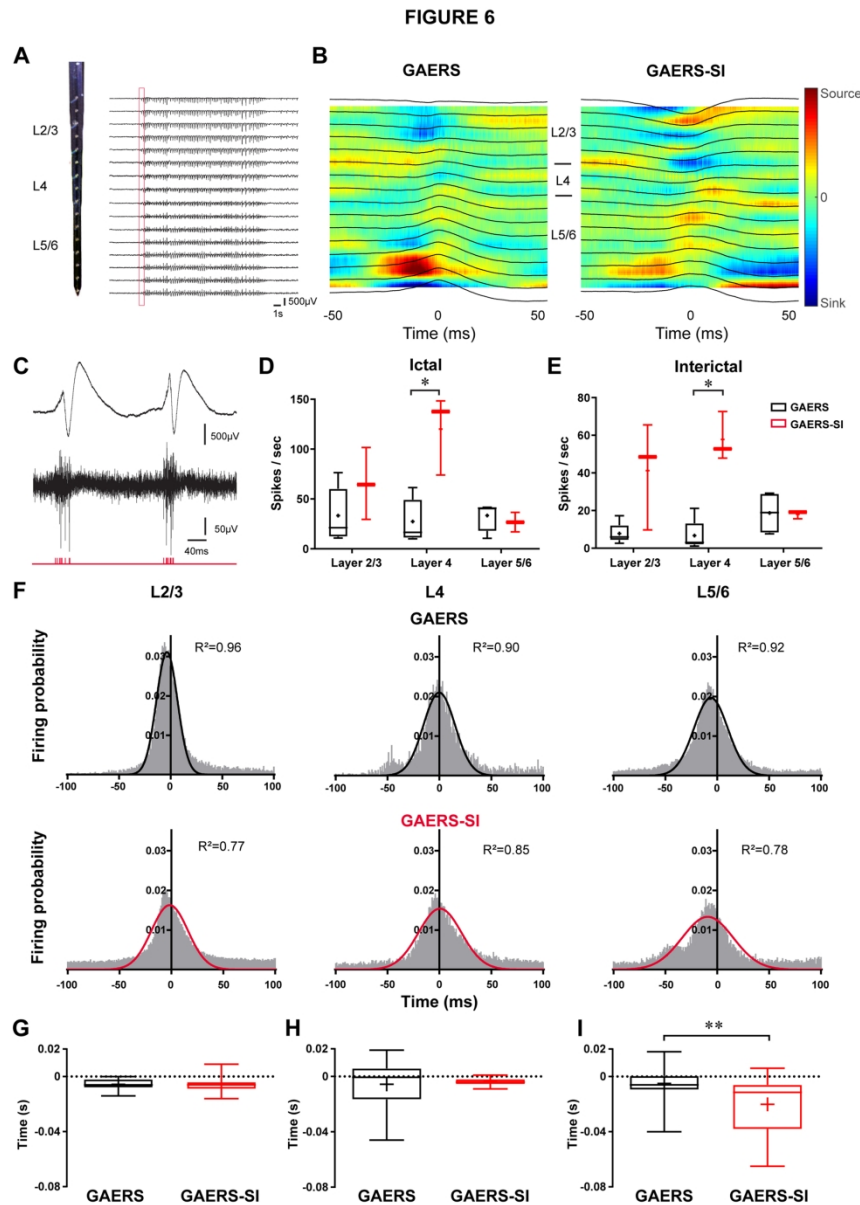 FIGURE 6
A
L2/3
L4
L5/6
500µV
1s
B
GAERS
GAERS-SI
L2/3
L4
L5/6
-50
0
50
Time (ms)
-50
0
50
Time (ms)
Source
0
Sink
C
500µV
50µV
40ms
D
Ictal
*
Spikes / sec
150
100
50
0
Layer 2/3
Layer 4
Layer 5/6
E
Interictal
*
GAERS
GAERS-SI
Spikes / sec
80
60
40
20
0
Layer 2/3
Layer 4
Layer 5/6
F
L2/3
L4
L5/6
GAERS
Firing probability
R²=0.96
0.03
0.02
0.01
-100
-50
0
50
100
R²=0.90
0.03
0.02
0.01
-100
-50
0
50
100
R²=0.92
0.03
0.02
0.01
-100
-50
0
50
100
GAERS-SI
Firing probability
R²=0.77
0.03
0.02
0.01
-100
-50
0
50
100
R²=0.85
0.03
0.02
0.01
-100
-50
0
50
100
R²=0.78
0.03
0.02
0.01
-100
-50
0
50
100
Time (ms)
G
Time (s)
0.02
0
-0.04
-0.08
GAERS
GAERS-SI
H
Time (s)
0.02
0
-0.04
-0.08
GAERS
GAERS-SI
I
**
Time (s)
0.02
0
-0.04
-0.08
GAERS
GAERS-SI